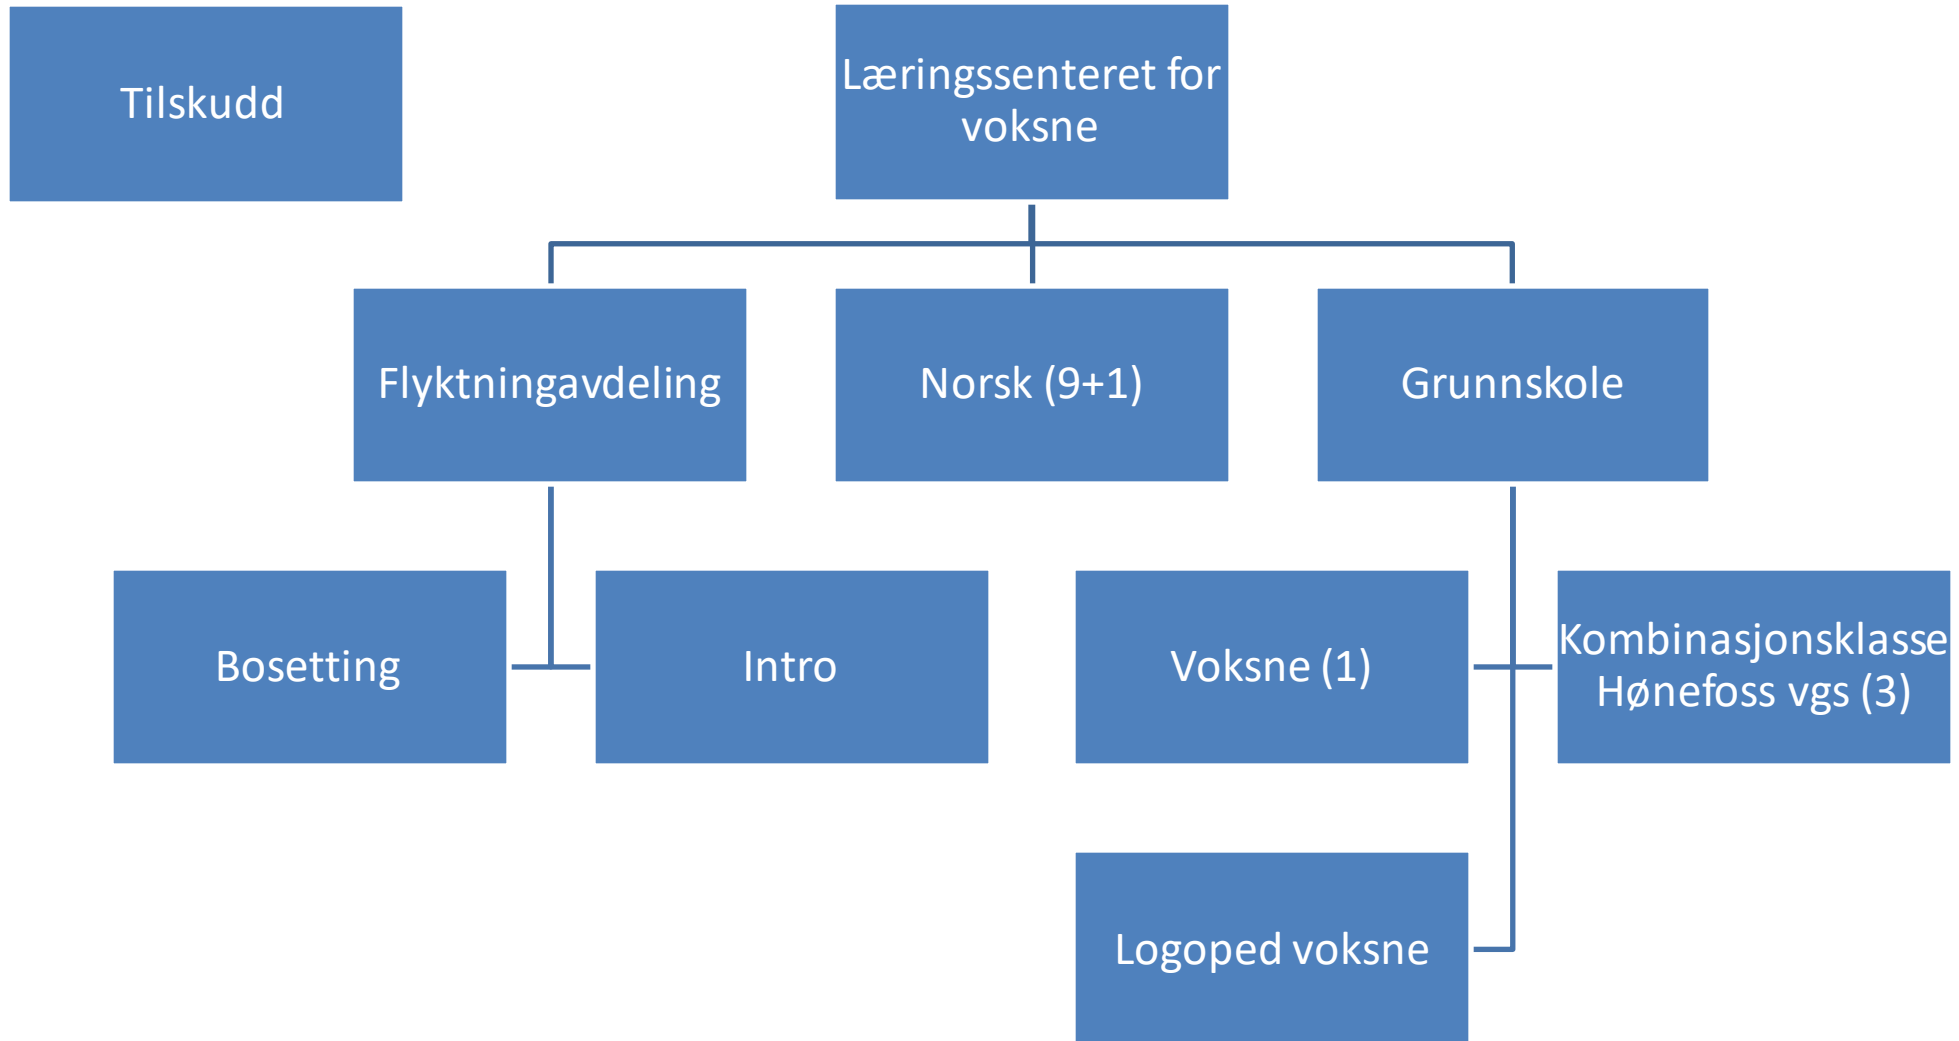 Tilskudd
Læringssenteret for
voksne
Flyktningavdeling
Norsk (9+1)
Grunnskole
Bosetting
Intro
Voksne (1)
Kombinasjonsklasse
Hønefoss vgs (3)
Logoped voksne